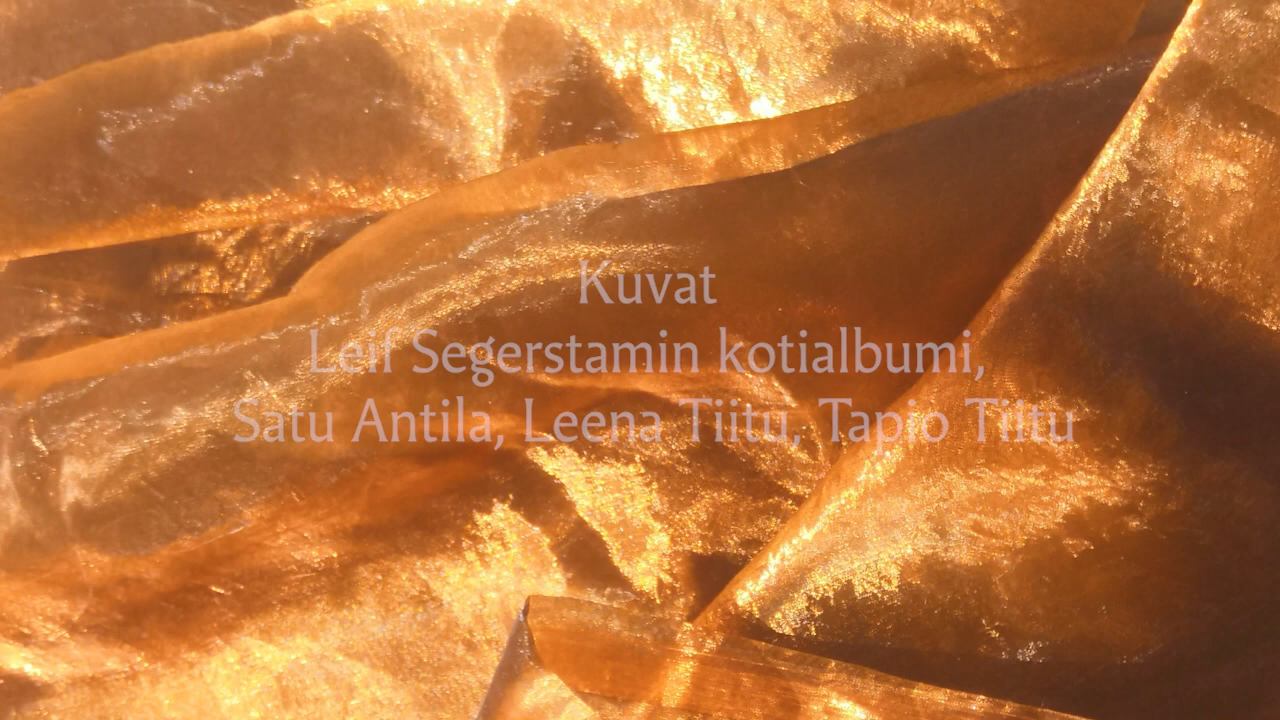 Kuvat
Leif Segerstamin kotialbumi,
Satu Antila, Leena Tiitu, Tapio Tiitu